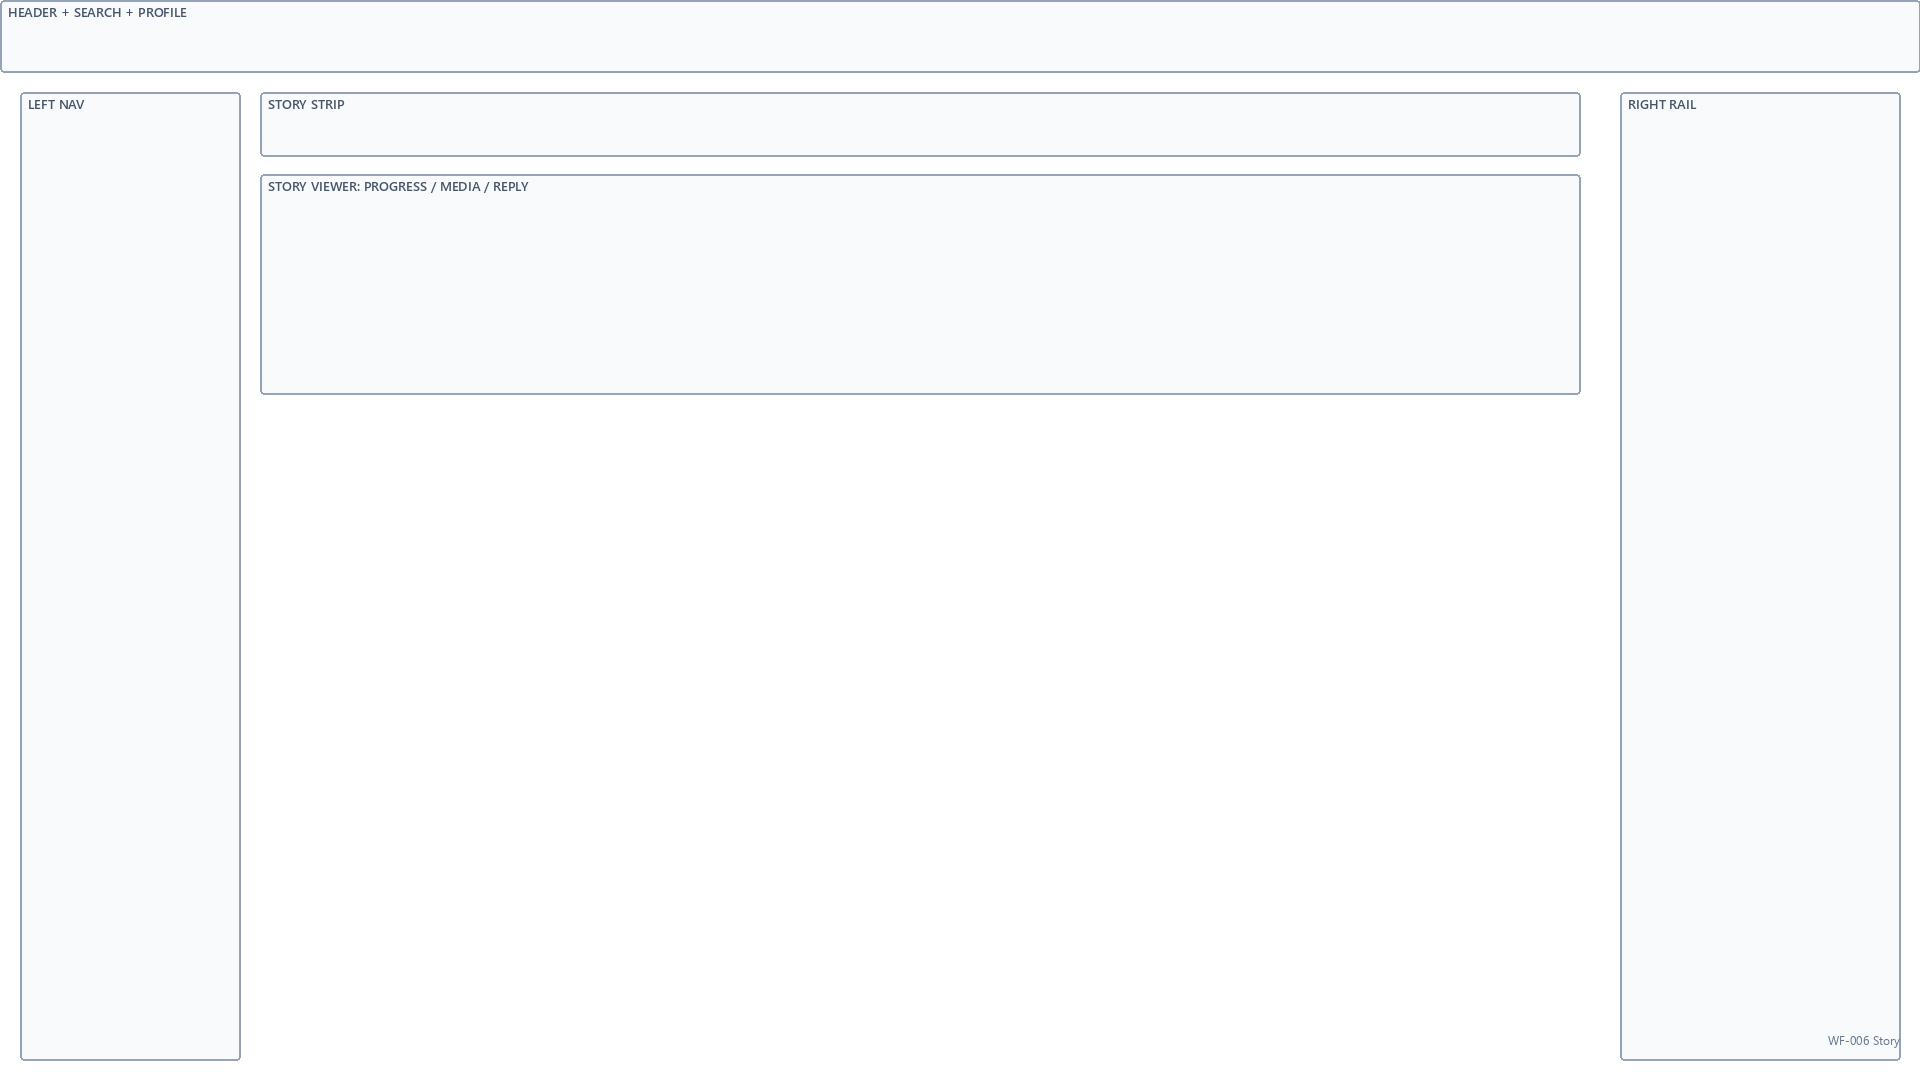 HEADER + SEARCH + PROFILE
LEFT NAV
STORY STRIP
RIGHT RAIL
STORY VIEWER: PROGRESS / MEDIA / REPLY
WF-006 Story